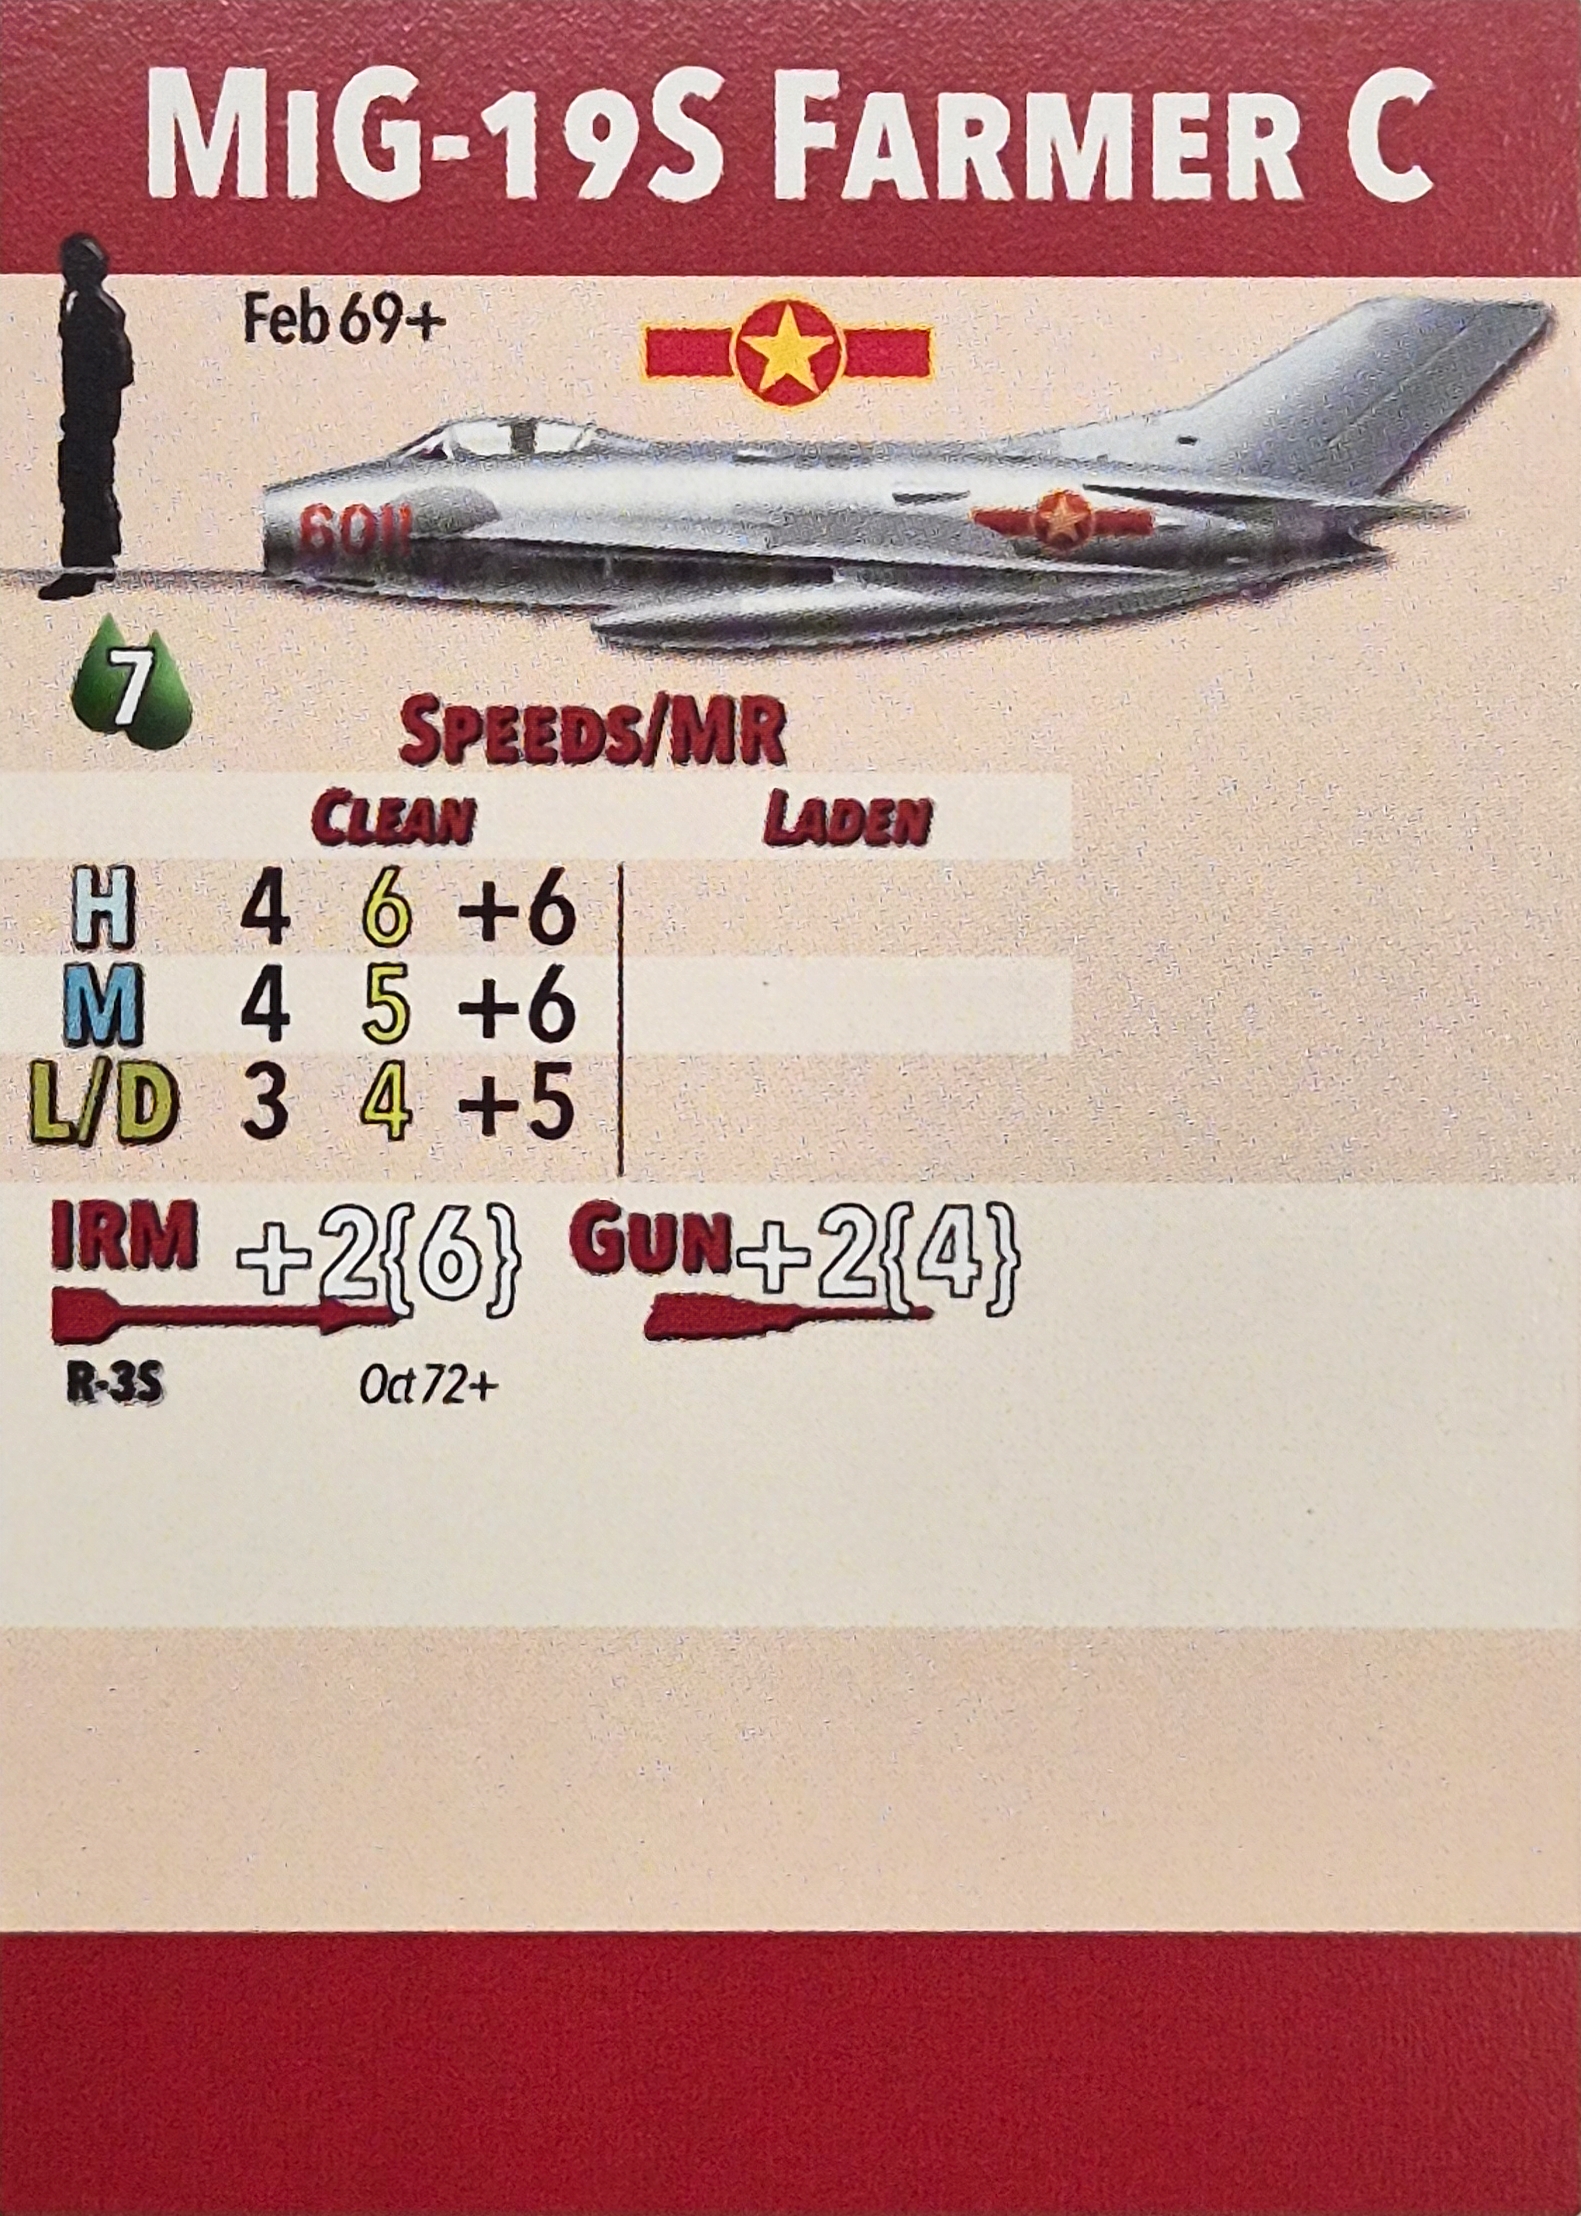 MiG-19S Farmer C
Feb 69+
6011
7
Speeds/MR
Clean Laden
H 4 6 +6
M 4 5 +6
L/D 3 4 +5
IRM +2{6} Gun +2{4}
R-3S Oct 72+